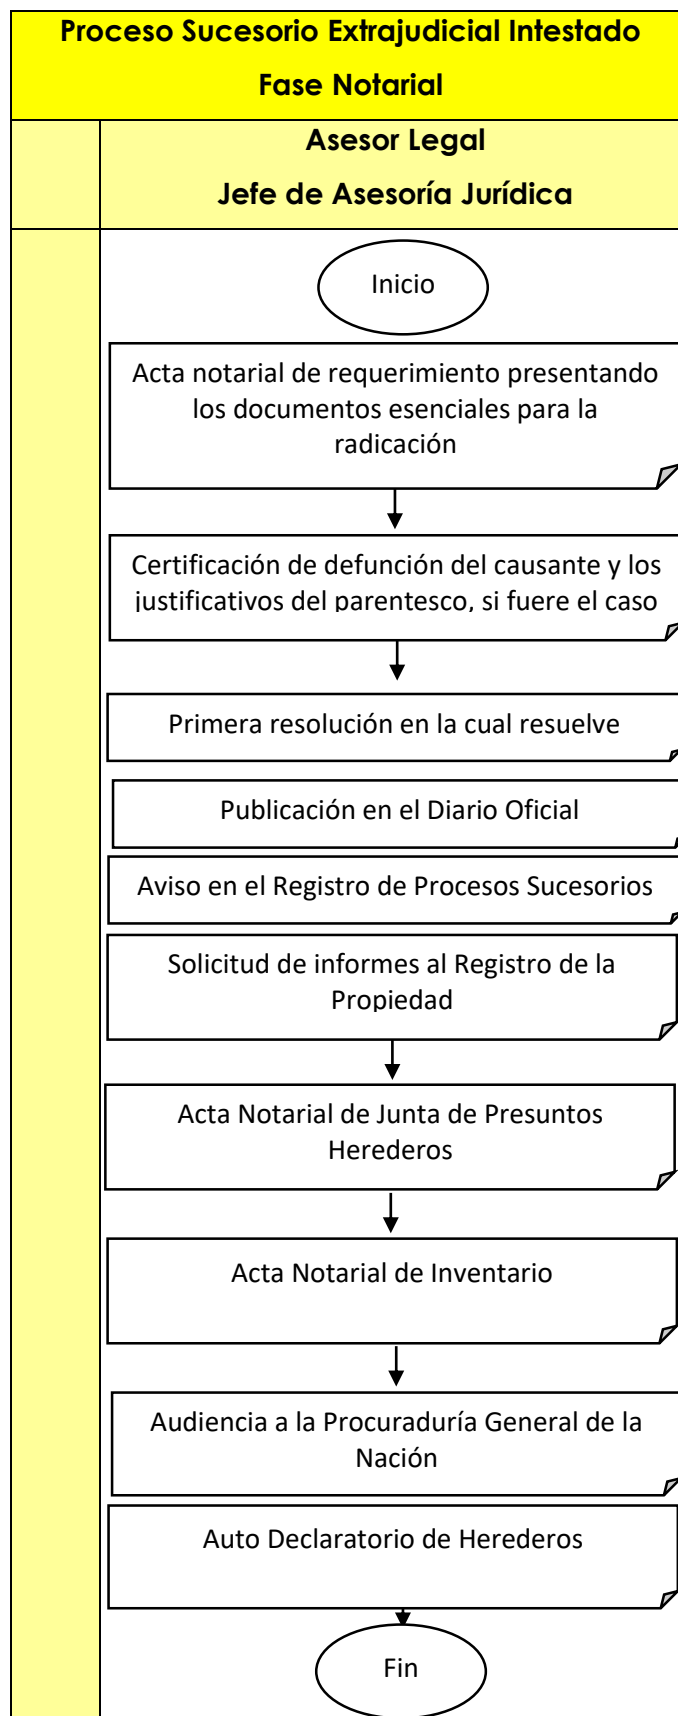 Proceso Sucesorio Extrajudicial Intestado
Fase Notarial
Asesor Legal
Jefe de Asesoría Jurídica
Inicio
Acta notarial de requerimiento presentando
los documentos esenciales para la
radicación
Certificación de defunción del causante y los
justificativos del parentesco, si fuere el caso
Primera resolución en la cual resuelve
Publicación en el Diario Oficial
Aviso en el Registro de Procesos Sucesorios
Solicitud de informes al Registro de la
Propiedad
Acta Notarial de Junta de Presuntos
Herederos
Acta Notarial de Inventario
Audiencia a la Procuraduría General de la
Nación
Auto Declaratorio de Herederos
Fin